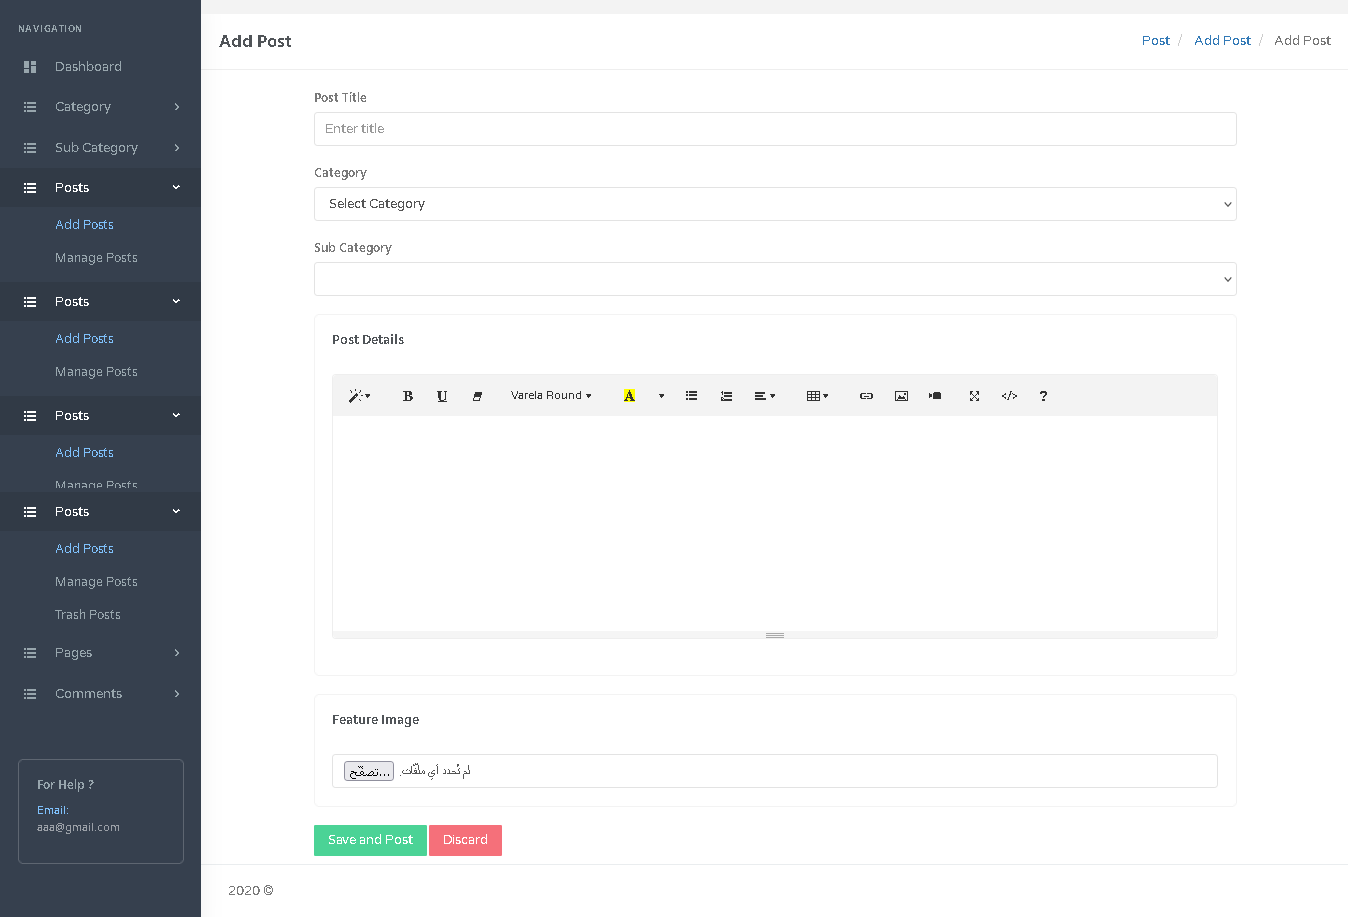 NAVIGATION
Dashboard
Category
Sub Category
Posts
Add Posts
Manage Posts
Posts
Add Posts
Manage Posts
Posts
Add Posts
Manage Posts
Posts
Add Posts
Manage Posts
Trash Posts
Pages
Comments
For Help ?
Email:
aaa@gmail.com
Add Post
Post / Add Post / Add Post
Post Title
Enter title
Category
Select Category
Sub Category
Post Details
B U Varela Round A </> ?
Feature Image
تصفّح... لم تُحدد أي ملفّات.
Save and Post Discard
2020 ©